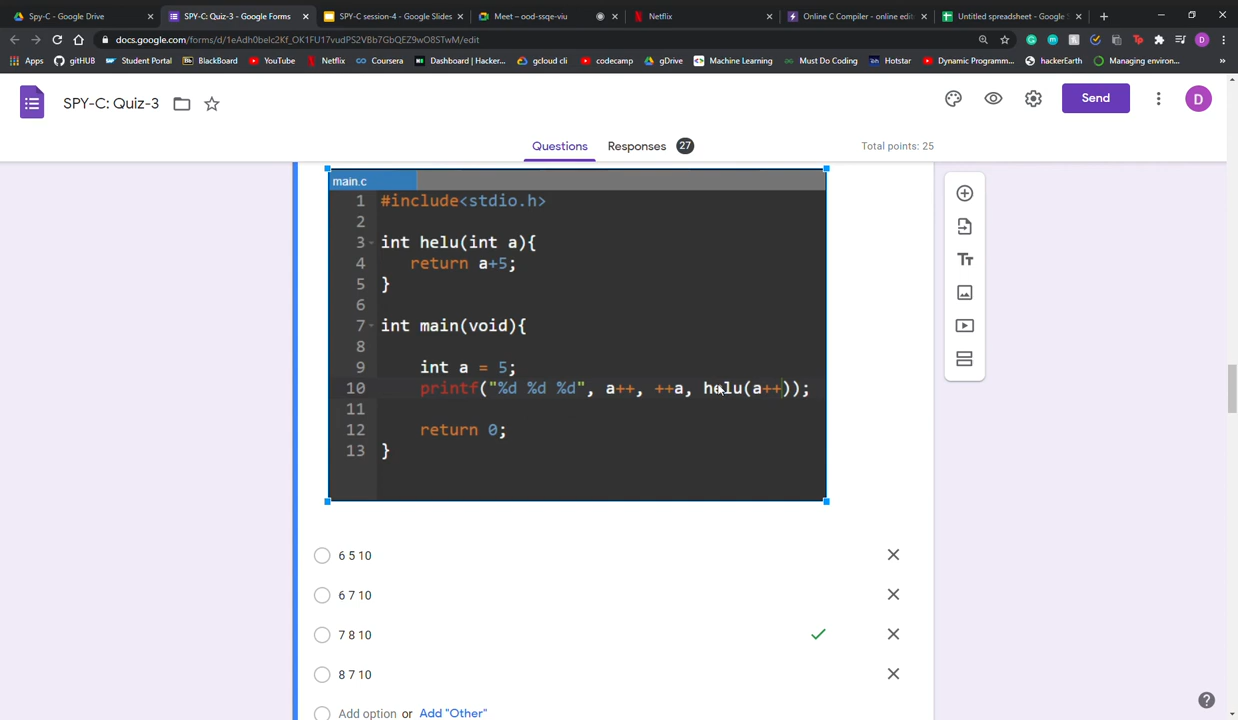 Spy-C - Google Drive
SPY-C: Quiz-3 - Google Forms
SPY-C session-4 - Google Slides
Meet – ood-ssqe-viu
Netflix
Online C Compiler - online edit
Untitled spreadsheet - Google S
docs.google.com/forms/d/1eAdh0belc2Kf_OK1FU17vudPS2VBb7GbQEZ9wO8STwM/edit
Apps gitHUB Student Portal BlackBoard YouTube Netflix Coursera Dashboard | Hacker... gcloud cli codecamp gDrive Machine Learning Must Do Coding Hotstar Dynamic Programm... hackerEarth Managing environ... »
SPY-C: Quiz-3
Send
D
Questions Responses 27 Total points: 25
main.c
1 #include<stdio.h>
2
3 int helu(int a){
4 return a+5;
5 }
6
7 int main(void){
8
9 int a = 5;
10 printf("%d %d %d", a++, ++a, helu(a++));
11
12 return 0;
13 }
6 5 10
6 7 10
7 8 10
8 7 10
Add option or Add "Other"